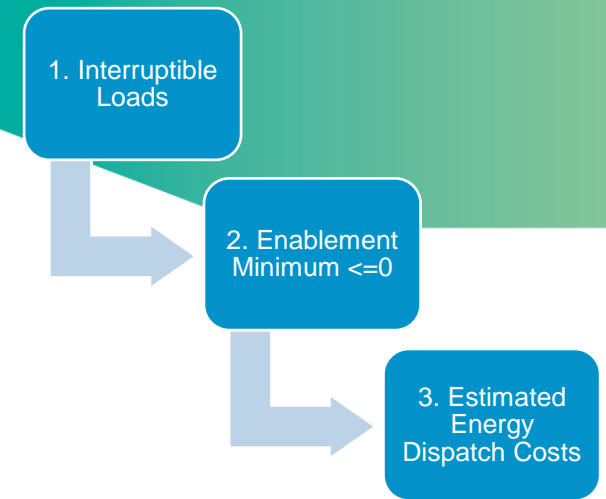 1. Interruptible
Loads
2. Enablement
Minimum <=0
3. Estimated
Energy
Dispatch Costs